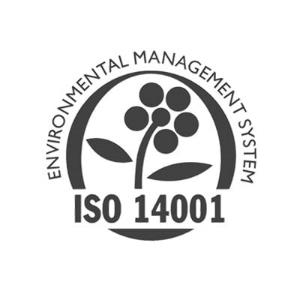 ENVIRONMENTAL MANAGEMENT SYSTEM
ISO 14001